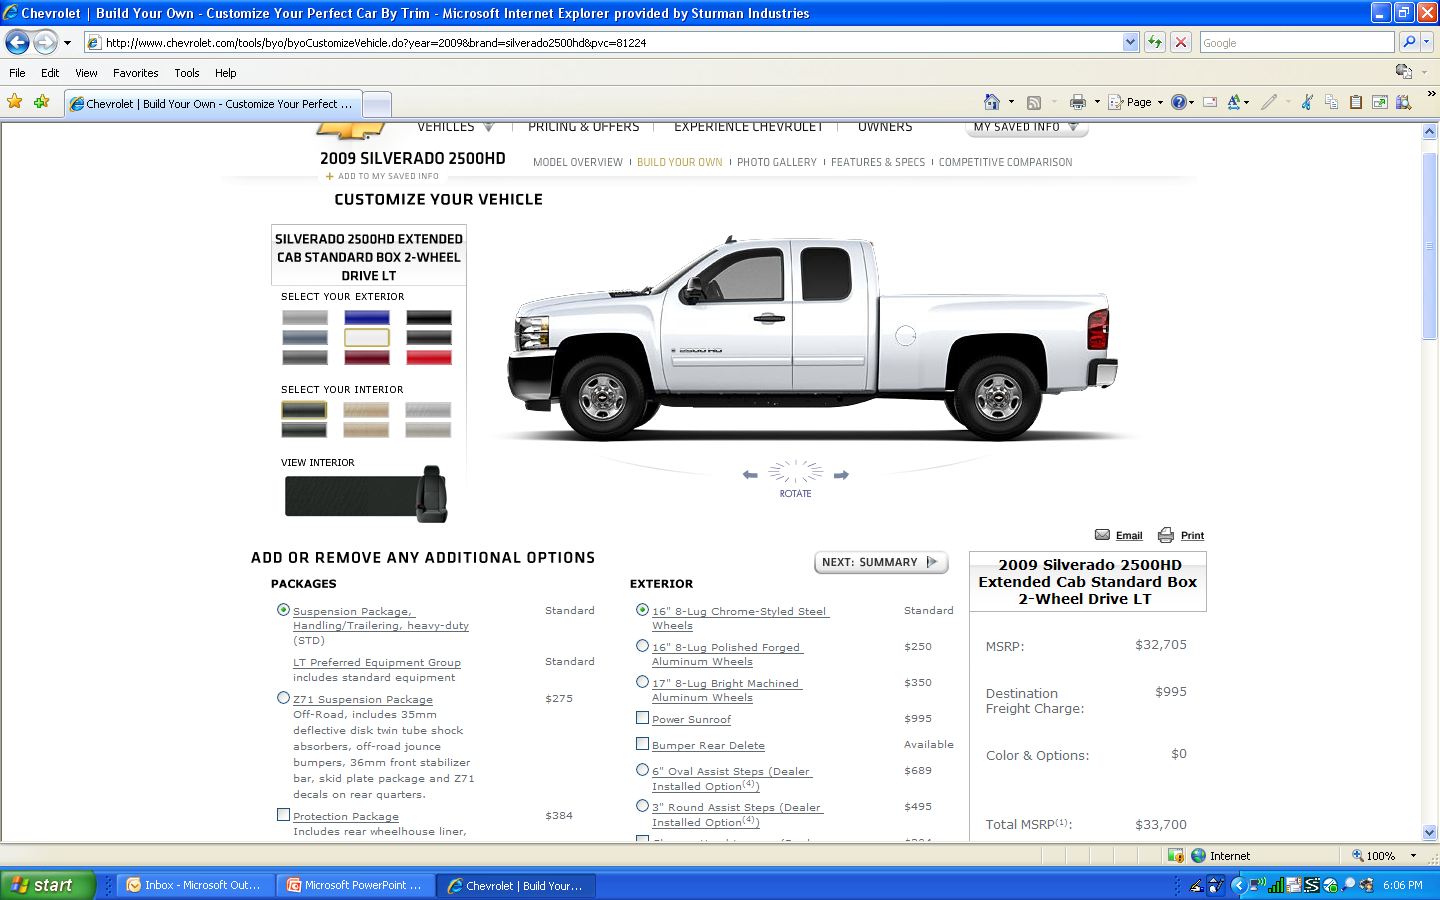 Chevrolet | Build Your Own - Customize Your Perfect Car By Trim - Microsoft Internet Explorer provided by Sturman Industries
http://www.chevrolet.com/tools/byo/byoCustomizeVehicle.do?year=2009&brand=silverado2500hd&pvc=81224
Google
File Edit View Favorites Tools Help
Chevrolet | Build Your Own - Customize Your Perfect ...
Page
VEHICLES PRICING & OFFERS EXPERIENCE CHEVROLET OWNERS MY SAVED INFO
2009 SILVERADO 2500HD
MODEL OVERVIEW BUILD YOUR OWN PHOTO GALLERY FEATURES & SPECS COMPETITIVE COMPARISON
+ ADD TO MY SAVED INFO
CUSTOMIZE YOUR VEHICLE
SILVERADO 2500HD EXTENDED
CAB STANDARD BOX 2-WHEEL
DRIVE LT
SELECT YOUR EXTERIOR
SELECT YOUR INTERIOR
VIEW INTERIOR
2500 HD
ROTATE
Email Print
ADD OR REMOVE ANY ADDITIONAL OPTIONS
NEXT: SUMMARY
PACKAGES
Suspension Package, Standard
Handling/Trailering, heavy-duty
(STD)
LT Preferred Equipment Group Standard
includes standard equipment
Z71 Suspension Package $275
Off-Road, includes 35mm
deflective disk twin tube shock
absorbers, off-road jounce
bumpers, 36mm front stabilizer
bar, skid plate package and Z71
decals on rear quarters.
Protection Package $384
Includes rear wheelhouse liner,
EXTERIOR
16" 8-Lug Chrome-Styled Steel Standard
Wheels
16" 8-Lug Polished Forged $250
Aluminum Wheels
17" 8-Lug Bright Machined $350
Aluminum Wheels
Power Sunroof $995
Bumper Rear Delete Available
6" Oval Assist Steps (Dealer $689
Installed Option(4))
3" Round Assist Steps (Dealer $495
Installed Option(4))
2009 Silverado 2500HD
Extended Cab Standard Box
2-Wheel Drive LT
MSRP: $32,705
Destination $995
Freight Charge:
Color & Options: $0
Total MSRP(1): $33,700
Internet 100%
start Inbox - Microsoft Out... Microsoft PowerPoint ... Chevrolet | Build Your... 6:06 PM